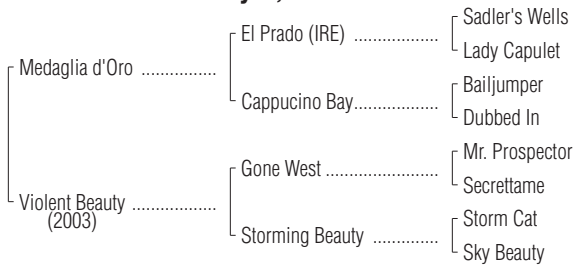 Sadler's Wells
El Prado (IRE) ..................
Lady Capulet
Medaglia d'Oro ................
Bailjumper
Cappucino Bay..................
Dubbed In
Mr. Prospector
Gone West ........................
Secrettame
Violent Beauty ..................
(2003)
Storm Cat
Storming Beauty ..............
Sky Beauty